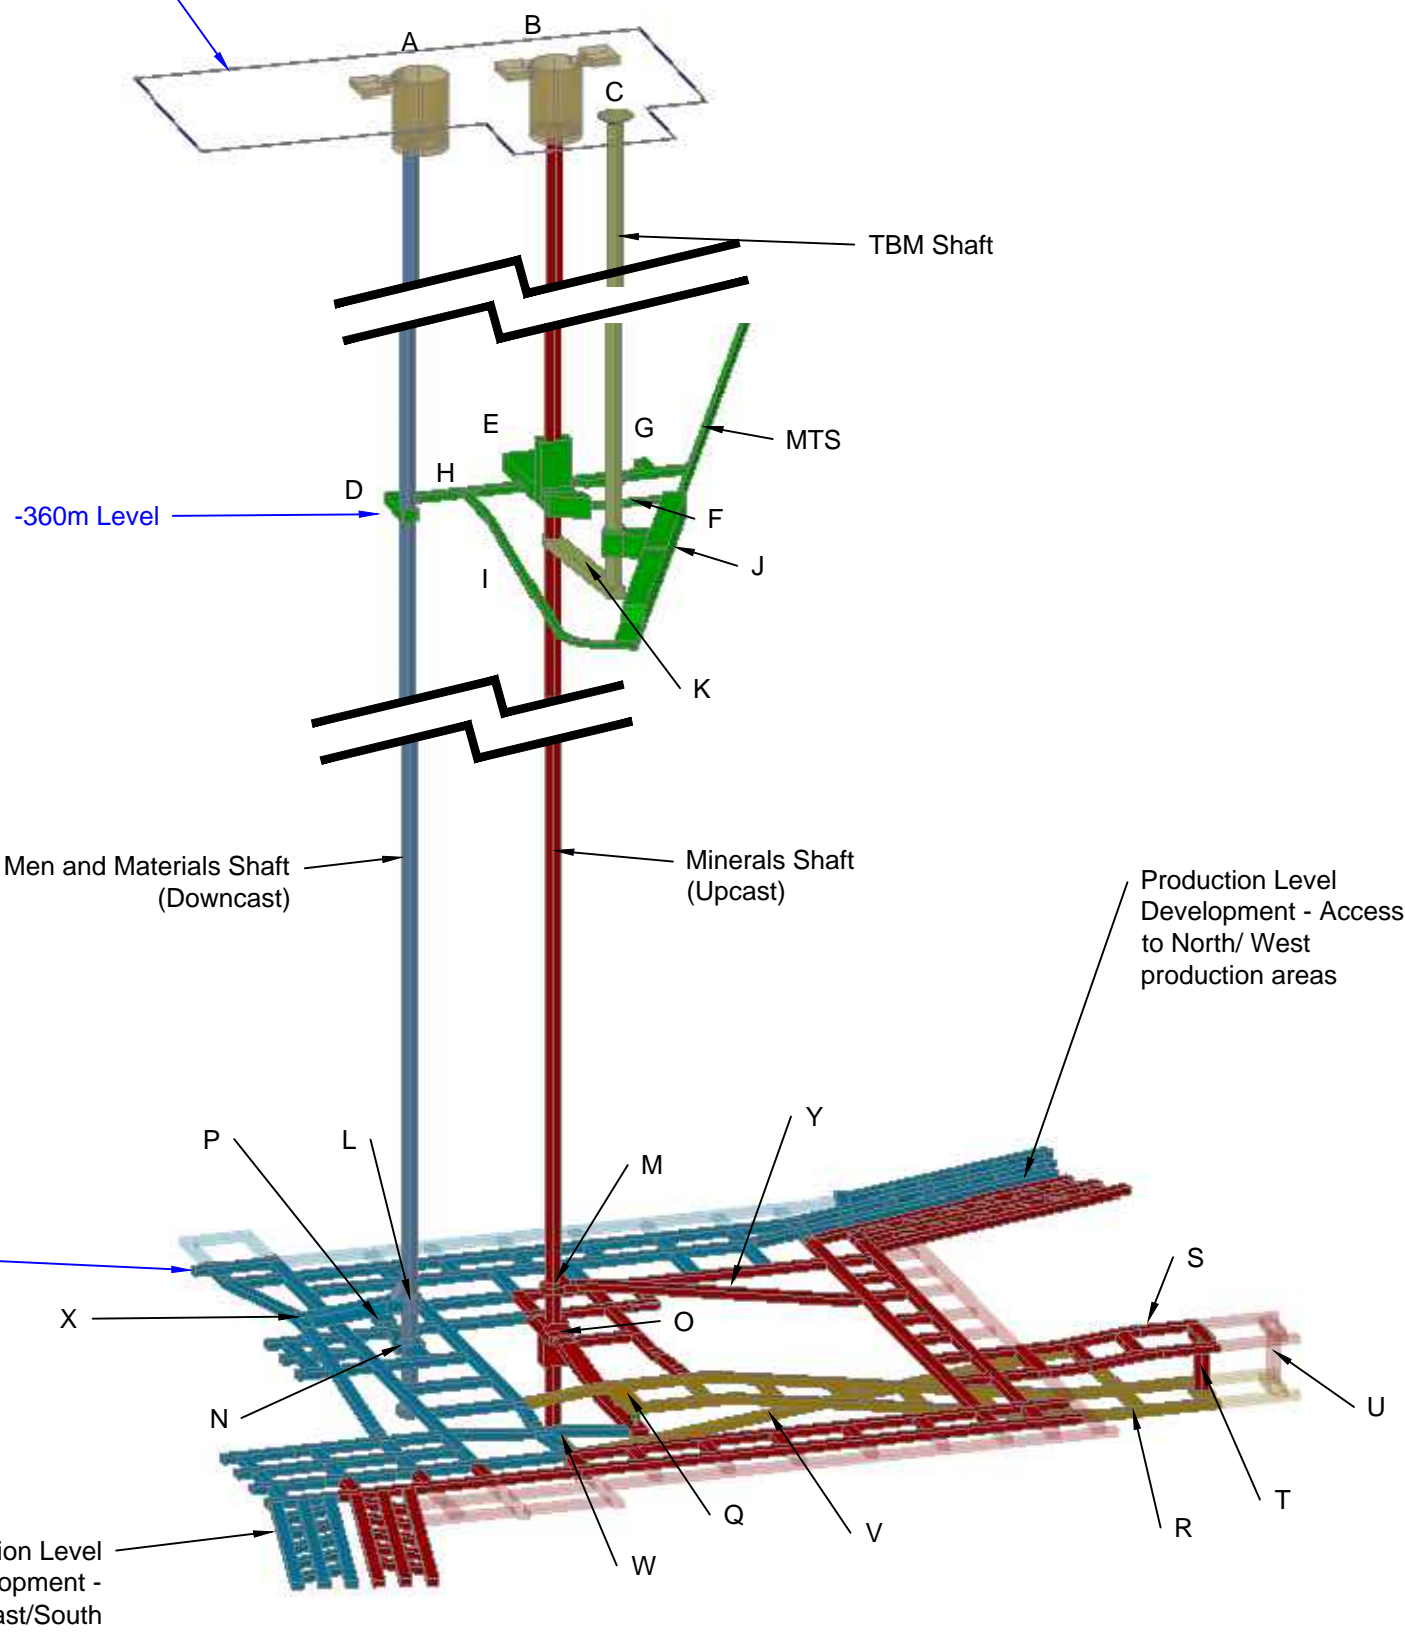 A
B
C
TBM Shaft
E
G
MTS
H
D
-360m Level
F
J
I
K
Men and Materials Shaft
(Downcast)
Minerals Shaft
(Upcast)
Production Level
Development - Access
to North/ West
production areas
Y
P
L
M
S
X
O
N
U
T
Q
V
R
W
ion Level
opment -
ast/South